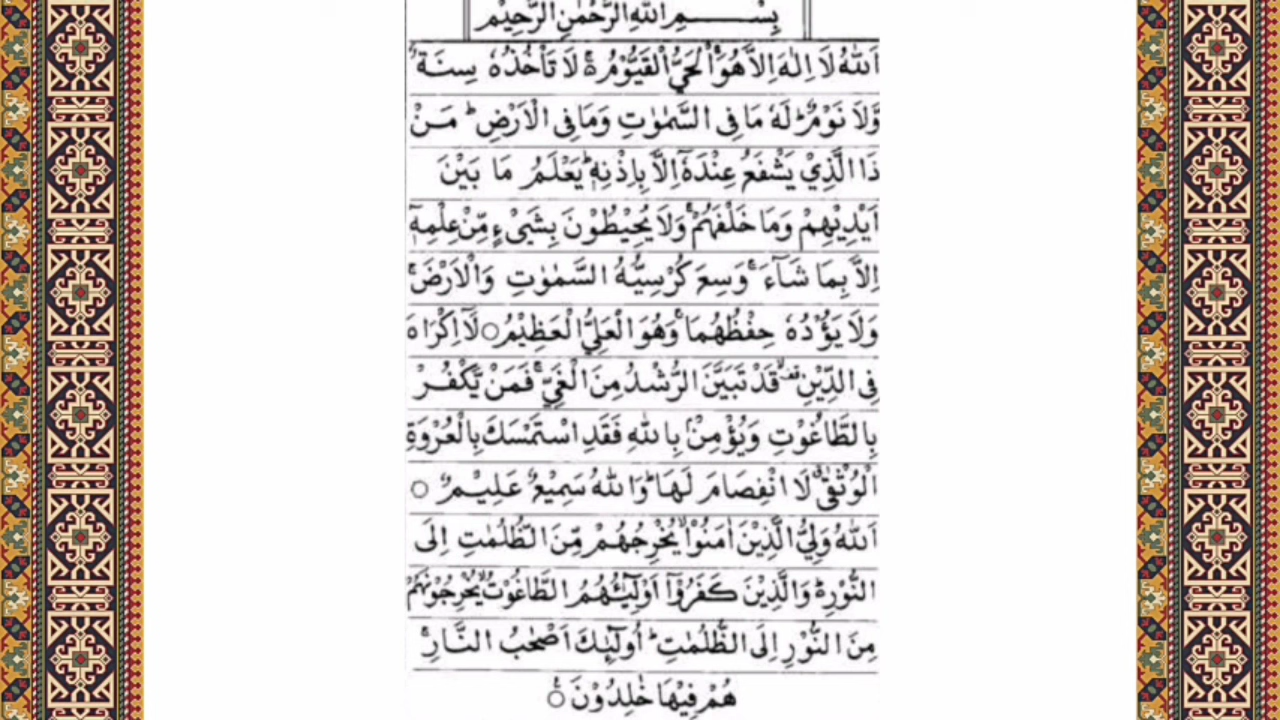 بِسْـــــــمِ اللّٰهِ الرَّحْمٰنِ الرَّحِيْمِ
اَللّٰهُ لَا اِلٰهَ اِلَّا هُوَۚ اَلْحَيُّ الْقَيُّوْمُ ۚ۬ لَا تَاْخُذُهٗ سِنَةٌ
وَّلَا نَوْمٌ ؕ لَهٗ مَا فِي السَّمٰوٰتِ وَمَا فِي الْاَرْضِ ؕ مَنْ
ذَا الَّذِيْ يَشْفَعُ عِنْدَهٗٓ اِلَّا بِاِذْنِهٖ ؕ يَعْلَمُ مَا بَيْنَ
اَيْدِيْهِمْ وَمَا خَلْفَهُمْ ۚ وَلَا يُحِيْطُوْنَ بِشَيْءٍ مِّنْ عِلْمِهٖٓ
اِلَّا بِمَا شَآءَ ۚ وَسِعَ كُرْسِيُّهُ السَّمٰوٰتِ وَالْاَرْضَ ۚ
وَلَا يَؤُدُهٗ حِفْظُهُمَا ۚ وَهُوَ الْعَلِيُّ الْعَظِيْمُ ○ لَآ اِكْرَاهَ
فِي الدِّيْنِ ۙ قَدْ تَبَيَّنَ الرُّشْدُ مِنَ الْغَيِّ ۚ فَمَنْ يَّكْفُرْ
بِالطَّاغُوْتِ وَيُؤْمِنْۢ بِاللّٰهِ فَقَدِ اسْتَمْسَكَ بِالْعُرْوَةِ
الْوُثْقٰى ۗ لَا انْفِصَامَ لَهَا ؕ وَاللّٰهُ سَمِيْعٌ عَلِيْمٌ ○
اَللّٰهُ وَلِيُّ الَّذِيْنَ اٰمَنُوْا ۙ يُخْرِجُهُمْ مِّنَ الظُّلُمٰتِ اِلَى
النُّوْرِ ؕ وَالَّذِيْنَ كَفَرُوْٓا اَوْلِيٰٓـُٔهُمُ الطَّاغُوْتُ ۙ يُخْرِجُوْنَهُمْ
مِنَ النُّوْرِ اِلَى الظُّلُمٰتِ ؕ اُولٰٓئِكَ اَصْحٰبُ النَّارِ ۚ
هُمْ فِيْهَا خٰلِدُوْنَ ○